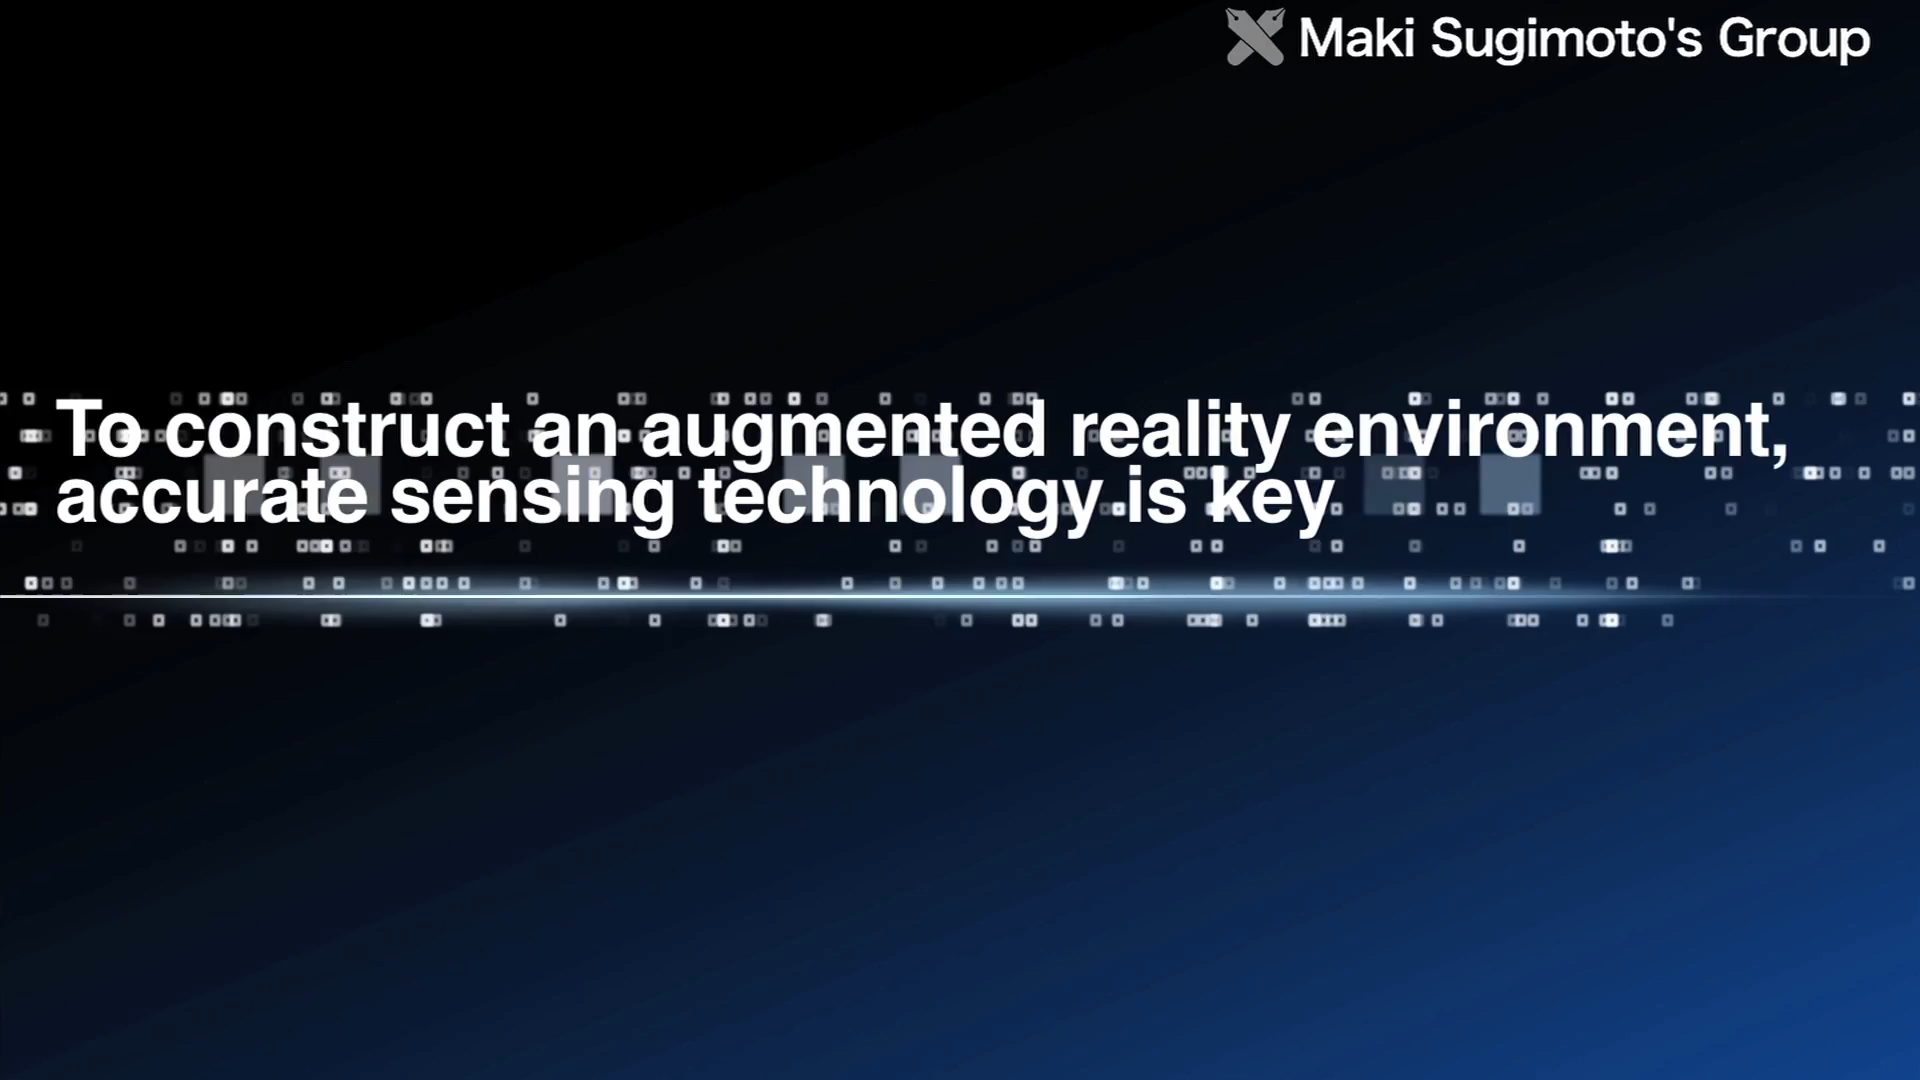 Maki Sugimoto's Group
To construct an augmented reality environment,
accurate sensing technology is key